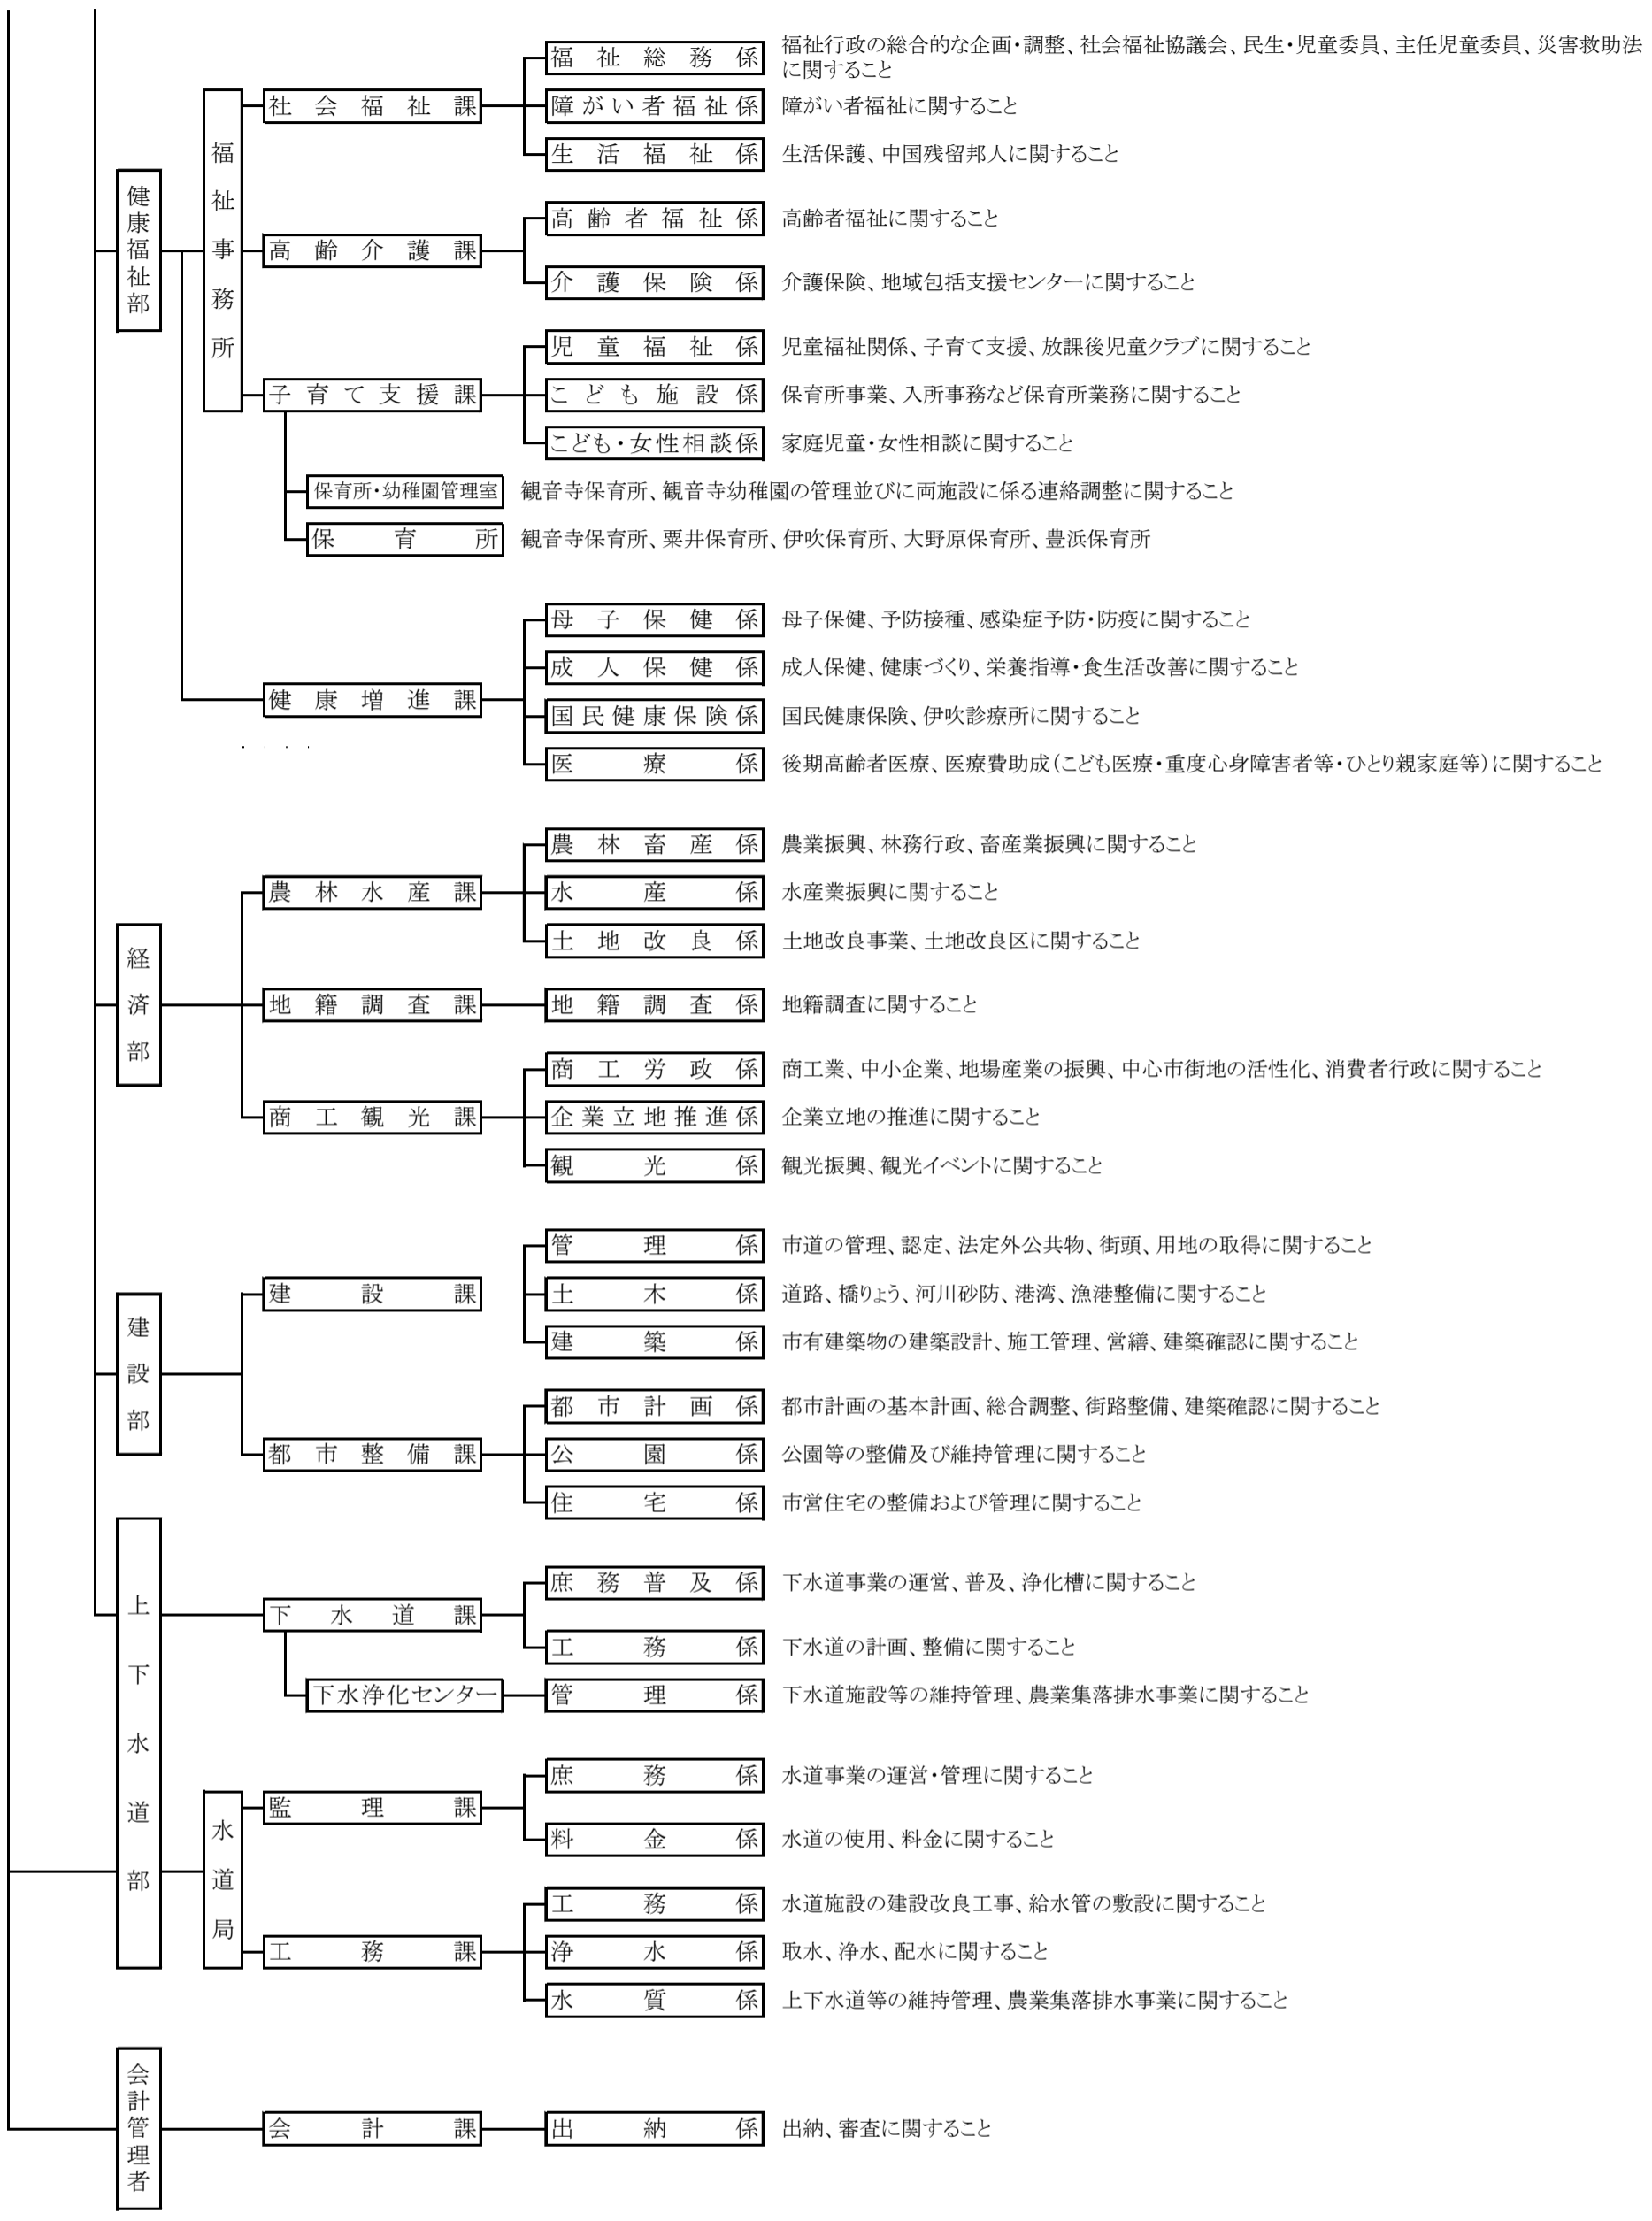 健康福祉部
福祉事務所
社会福祉課
福祉総務係 福祉行政の総合的な企画・調整、社会福祉協議会、民生・児童委員、主任児童委員、災害救助法
に関すること
障がい者福祉係 障がい者福祉に関すること
生活福祉係 生活保護、中国残留邦人に関すること
高齢介護課
高齢者福祉係 高齢者福祉に関すること
介護保険係 介護保険、地域包括支援センターに関すること
子育て支援課
児童福祉係 児童福祉関係、子育て支援、放課後児童クラブに関すること
こども施設係 保育所事業、入所事務など保育所業務に関すること
こども・女性相談係 家庭児童・女性相談に関すること
保育所・幼稚園管理室 観音寺保育所、観音寺幼稚園の管理並びに両施設に係る連絡調整に関すること
保育所 観音寺保育所、粟井保育所、伊吹保育所、大野原保育所、豊浜保育所
健康増進課
母子保健係 母子保健、予防接種、感染症予防・防疫に関すること
成人保健係 成人保健、健康づくり、栄養指導・食生活改善に関すること
国民健康保険係 国民健康保険、伊吹診療所に関すること
医療係 後期高齢者医療、医療費助成(こども医療・重度心身障害者等・ひとり親家庭等)に関すること
経済部
農林水産課
農林畜産係 農業振興、林務行政、畜産業振興に関すること
水産係 水産業振興に関すること
土地改良係 土地改良事業、土地改良区に関すること
地籍調査課
地籍調査係 地籍調査に関すること
商工観光課
商工労政係 商工業、中小企業、地場産業の振興、中心市街地の活性化、消費者行政に関すること
企業立地推進係 企業立地の推進に関すること
観光係 観光振興、観光イベントに関すること
建設部
建設課
管理係 市道の管理、認定、法定外公共物、街頭、用地の取得に関すること
土木係 道路、橋りょう、河川砂防、港湾、漁港整備に関すること
建築係 市有建築物の建築設計、施工管理、営繕、建築確認に関すること
都市整備課
都市計画係 都市計画の基本計画、総合調整、街路整備、建築確認に関すること
公園係 公園等の整備及び維持管理に関すること
住宅係 市営住宅の整備および管理に関すること
上下水道部
下水道課
庶務普及係 下水道事業の運営、普及、浄化槽に関すること
工務係 下水道の計画、整備に関すること
下水浄化センター
管理係 下水道施設等の維持管理、農業集落排水事業に関すること
水道局
監理課
庶務係 水道事業の運営・管理に関すること
料金係 水道の使用、料金に関すること
工務課
工務係 水道施設の建設改良工事、給水管の敷設に関すること
浄水係 取水、浄水、配水に関すること
水質係 上下水道等の維持管理、農業集落排水事業に関すること
会計管理者
会計課
出納係 出納、審査に関すること